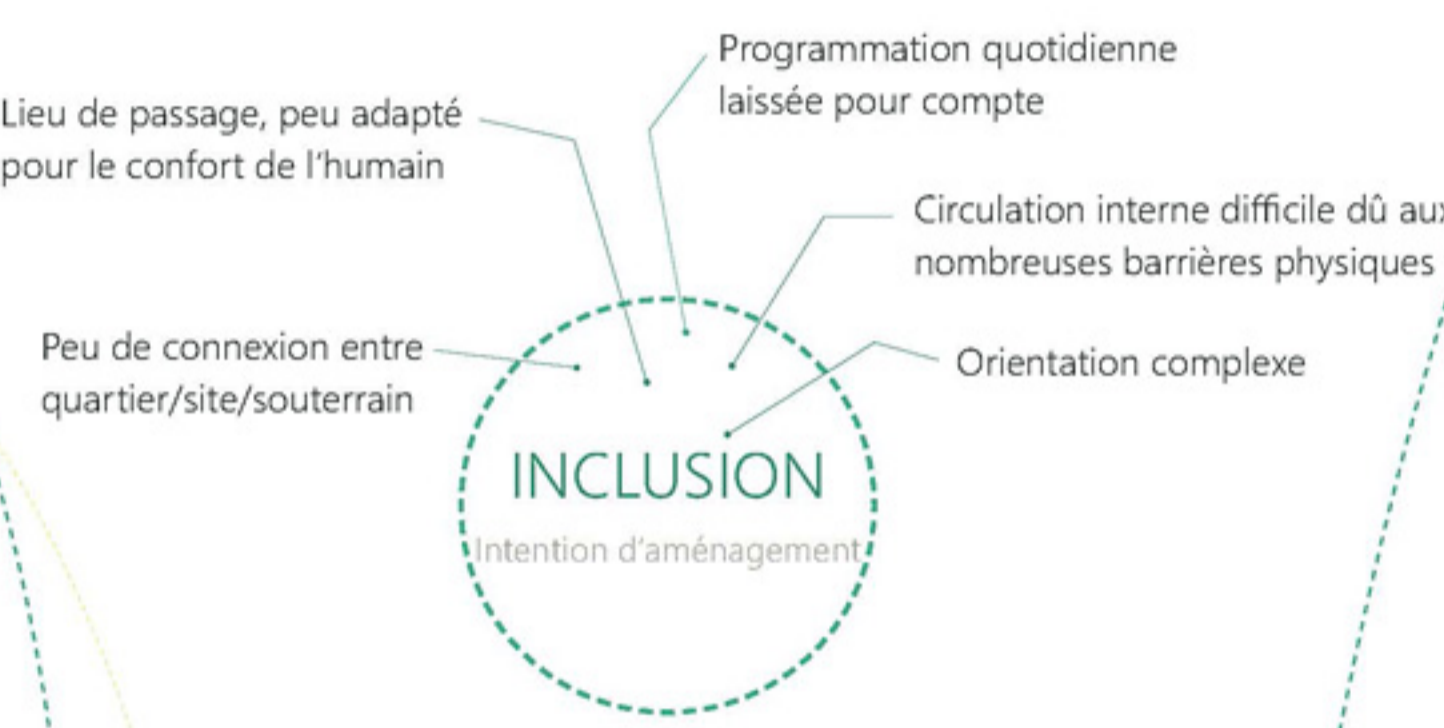 Programmation quotidienne
laissée pour compte
Lieu de passage, peu adapté
pour le confort de l'humain
Circulation interne difficile dû aux
nombreuses barrières physiques
Peu de connexion entre
quartier/site/souterrain
Orientation complexe
INCLUSION
Intention d'aménagement